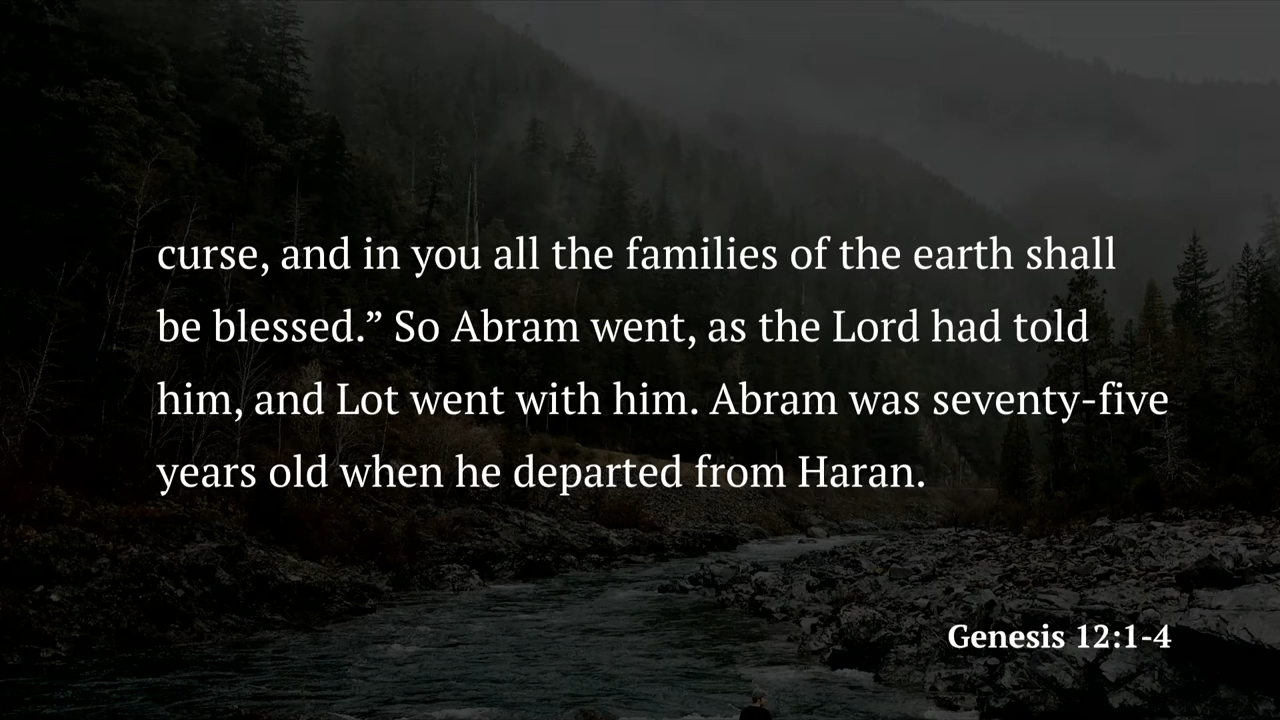 curse, and in you all the families of the earth shall
be blessed.” So Abram went, as the Lord had told
him, and Lot went with him. Abram was seventy-five
years old when he departed from Haran.
Genesis 12:1-4